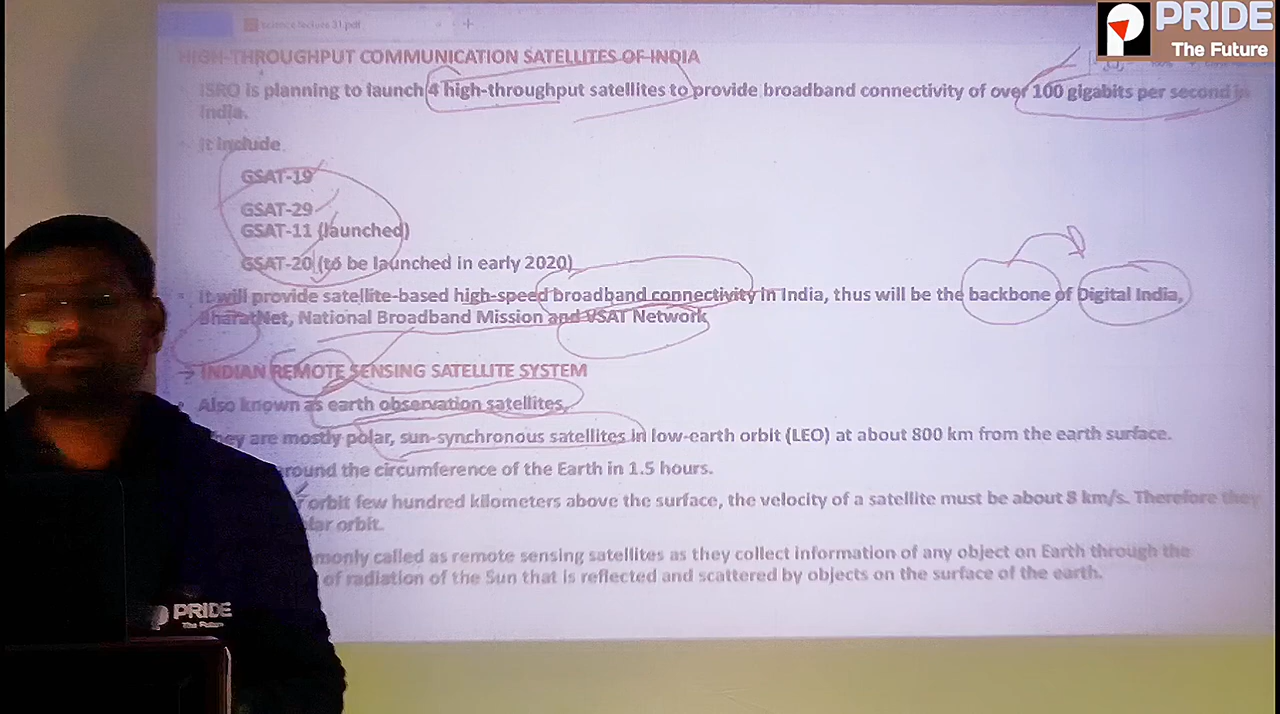 PRIDE
The Future
science lecture 31.pdf
HIGH-THROUGHPUT COMMUNICATION SATELLITES OF INDIA
ISRO is planning to launch 4 high-throughput satellites to provide broadband connectivity of over 100 gigabits per second in
India.
It include
GSAT-19
GSAT-29
GSAT-11 (launched)
GSAT-20 (to be launched in early 2020)
It will provide satellite-based high-speed broadband connectivity in India, thus will be the backbone of Digital India,
BharatNet, National Broadband Mission and VSAT Network
INDIAN REMOTE SENSING SATELLITE SYSTEM
Also known as earth observation satellites,
They are mostly polar, sun-synchronous satellites in low-earth orbit (LEO) at about 800 km from the earth surface.
around the circumference of the Earth in 1.5 hours.
orbit few hundred kilometers above the surface, the velocity of a satellite must be about 8 km/s. Therefore they
lar orbit.
monly called as remote sensing satellites as they collect information of any object on Earth through the
of radiation of the Sun that is reflected and scattered by objects on the surface of the earth.
PRIDE
The Future